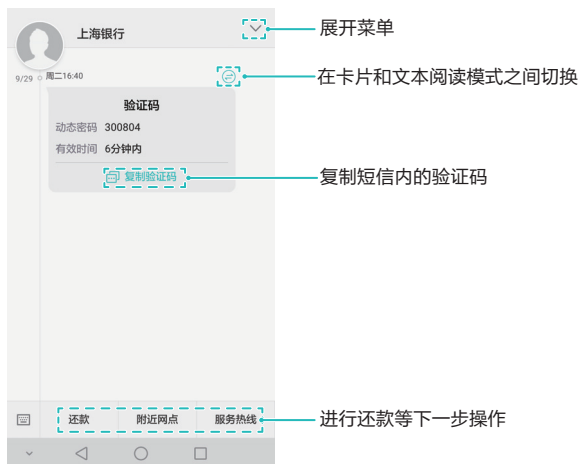 上海银行
展开菜单
9/29 周二16:40
在卡片和文本阅读模式之间切换
验证码
动态密码 300804
有效时间 6分钟内
复制验证码
复制短信内的验证码
还款 附近网点 服务热线
进行还款等下一步操作